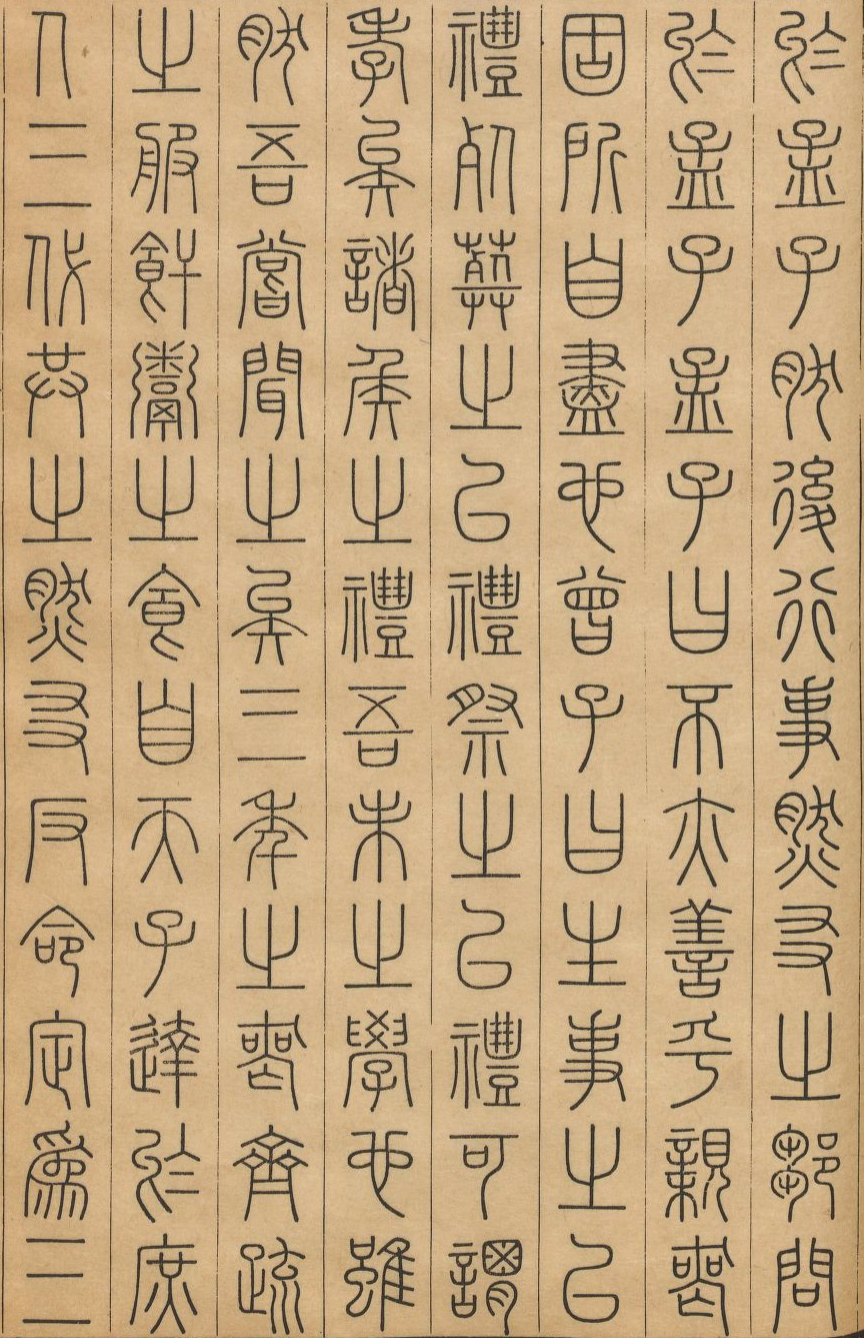 於孟子然後行事然友之鄒問
於孟子孟子曰不亦善乎親喪
固所自盡也曾子曰生事之以
禮死葬之以禮祭之以禮可謂
孝矣諸侯之禮吾未之學也雖
然吾嘗聞之矣三年之喪齊疏
之服飦粥之食自天子達於庶
人三代共之然友反命定為三